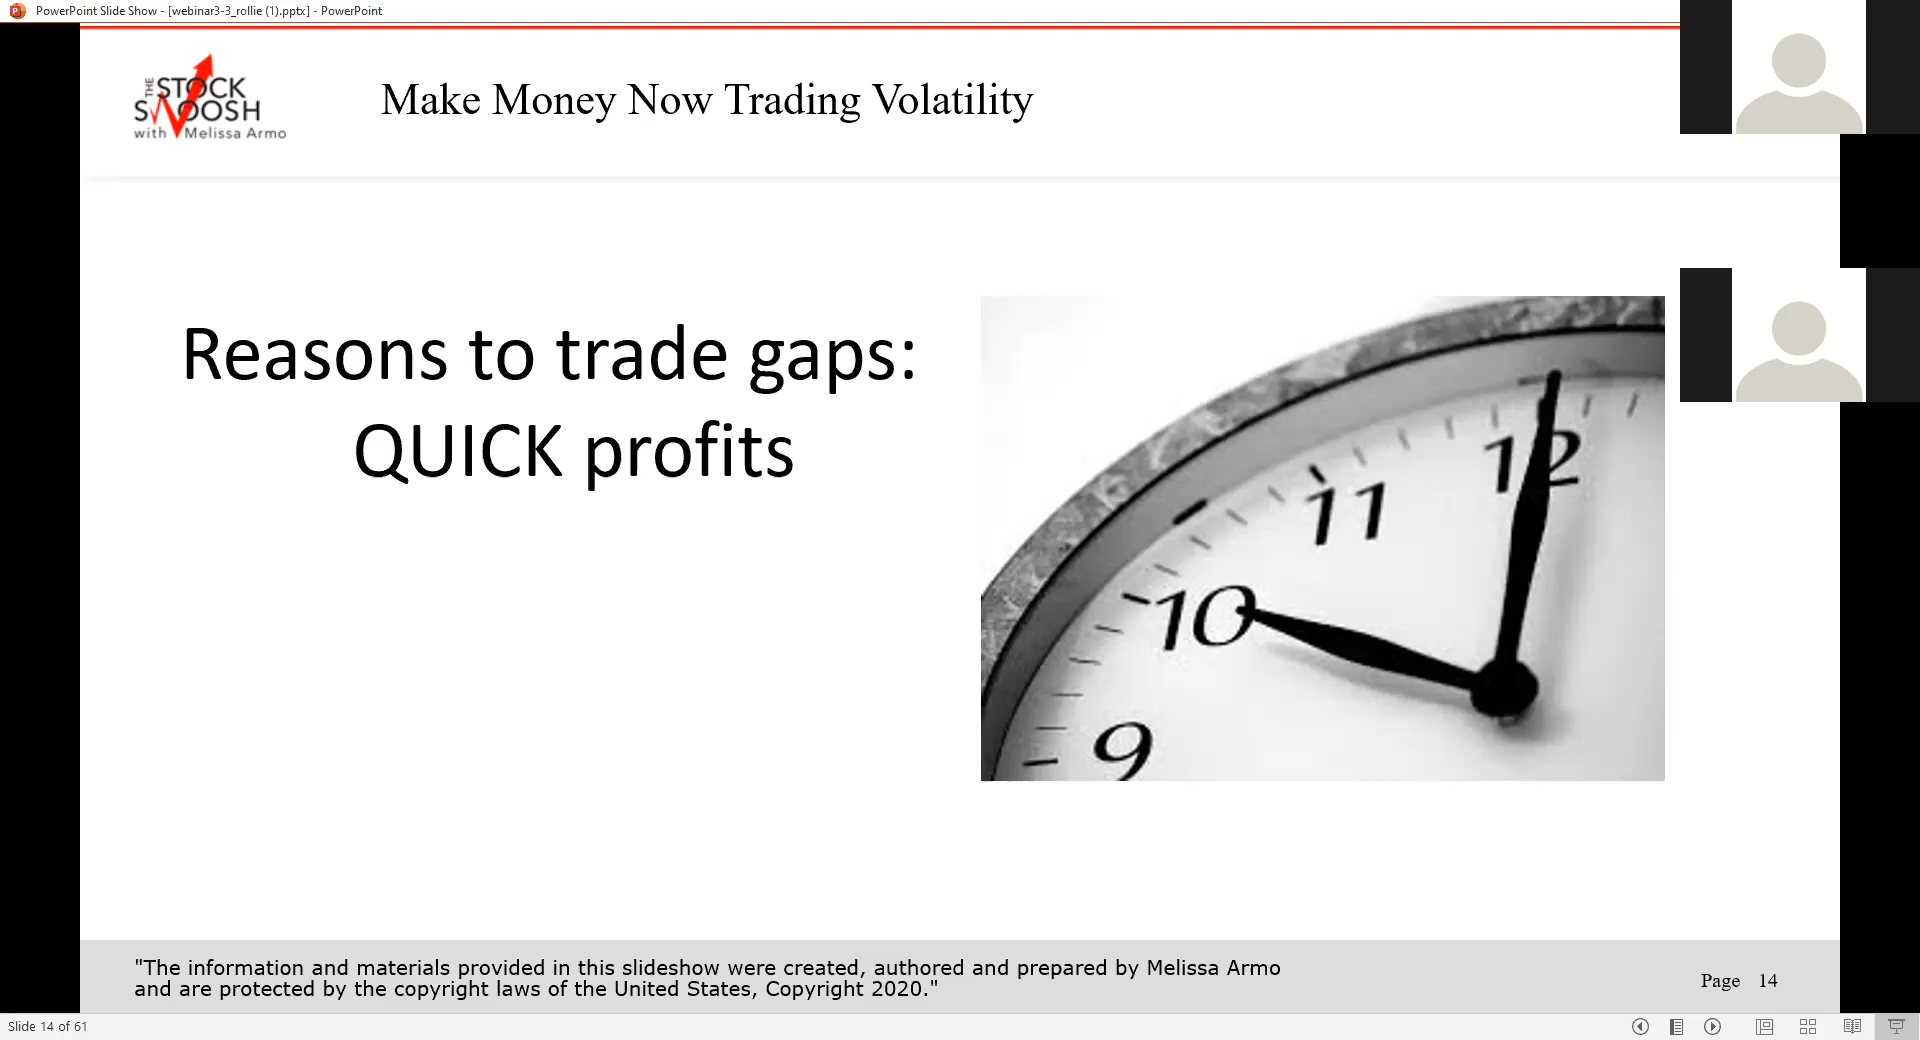 PowerPoint Slide Show - [webinar3-3_rollie (1).pptx] - PowerPoint
THE
STOCK
SWOOSH
with Melissa Armo
Make Money Now Trading Volatility
Reasons to trade gaps:
QUICK profits
12
11
10
9
"The information and materials provided in this slideshow were created, authored and prepared by Melissa Armo
and are protected by the copyright laws of the United States, Copyright 2020."
Page 14
Slide 14 of 61